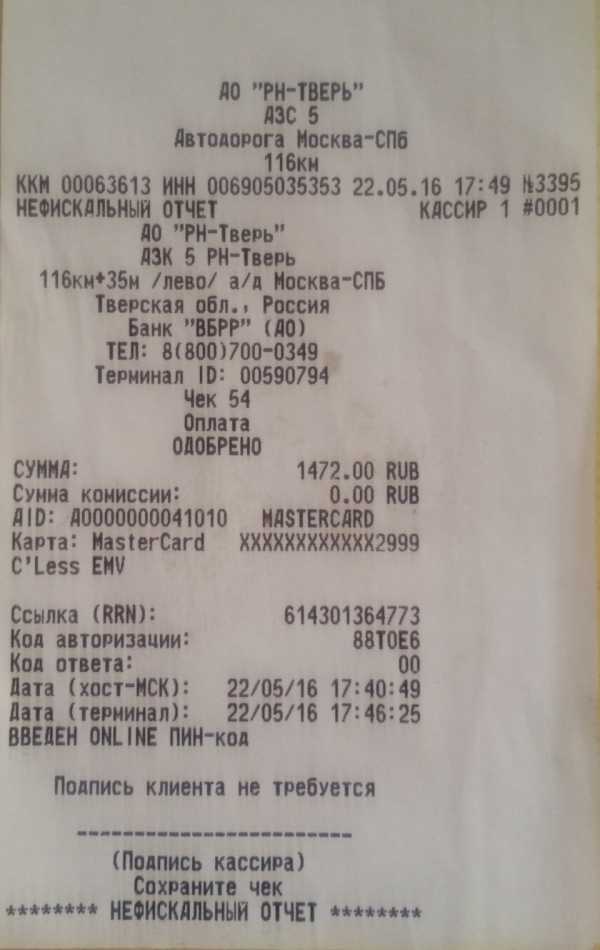 АО "РН-ТВЕРЬ"
АЗС 5
Автодорога Москва-СПб
116км
ККМ 00063613 ИНН 006905035353 22.05.16 17:49 №3395
НЕФИСКАЛЬНЫЙ ОТЧЕТ КАССИР 1 #0001
АО "РН-Тверь"
АЗК 5 РН-Тверь
116км+35м /лево/ а/д Москва-СПБ
Тверская обл., Россия
Банк "ВБРР" (АО)
ТЕЛ: 8(800)700-0349
Терминал ID: 00590794
Чек 54
Оплата
ОДОБРЕНО
СУММА: 1472.00 RUB
Сумма комиссии: 0.00 RUB
AID: A0000000041010 MASTERCARD
Карта: MasterCard XXXXXXXXXXXX2999
C'Less EMV
Ссылка (RRN): 614301364773
Код авторизации: 88T0E6
Код ответа: 00
Дата (хост-МСК): 22/05/16 17:40:49
Дата (терминал): 22/05/16 17:46:25
ВВЕДЕН ONLINE ПИН-код
Подпись клиента не требуется
------------------------
(Подпись кассира)
Сохраните чек
******** НЕФИСКАЛЬНЫЙ ОТЧЕТ ********